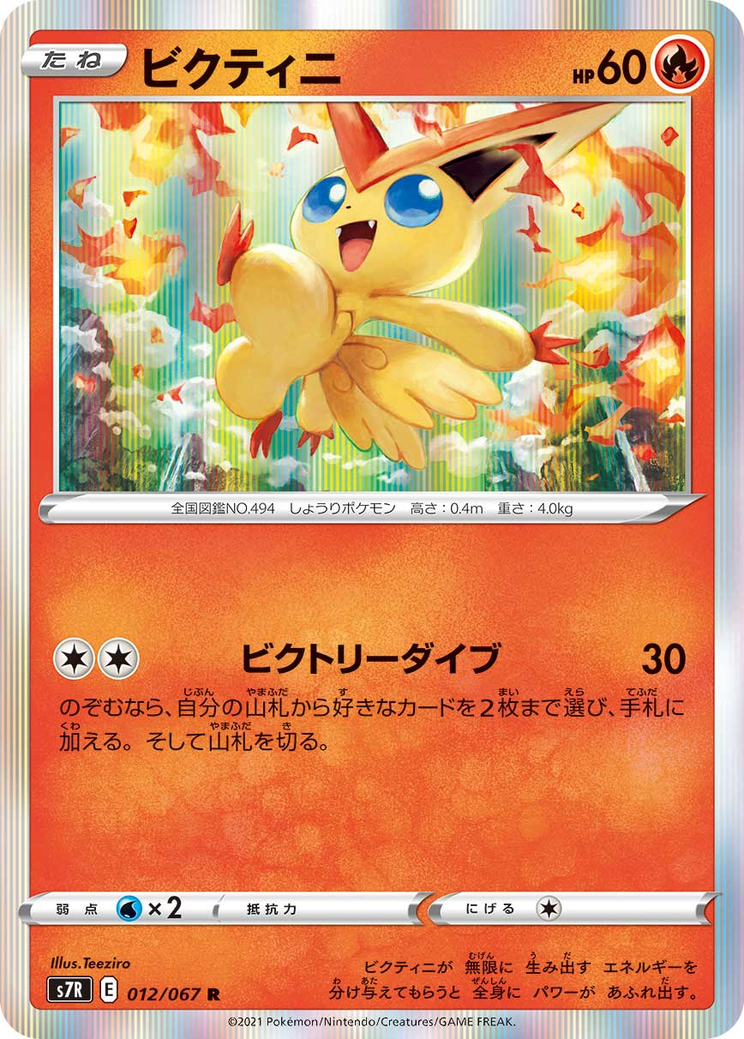 たね ビクティニ HP60
全国図鑑NO.494 しょうりポケモン 高さ:0.4m 重さ:4.0kg
ビクトリーダイブ 30
のぞむなら、自分の山札から好きなカードを2枚まで選び、手札に
加える。そして山札を切る。
弱点 ×2 抵抗力 にげる
Illus.Teeziro
ビクティニが 無限に 生み出す エネルギーを
分け与えてもらうと 全身に パワーが あふれ出す。
s7R E 012/067 R
©2021 Pokémon/Nintendo/Creatures/GAME FREAK.